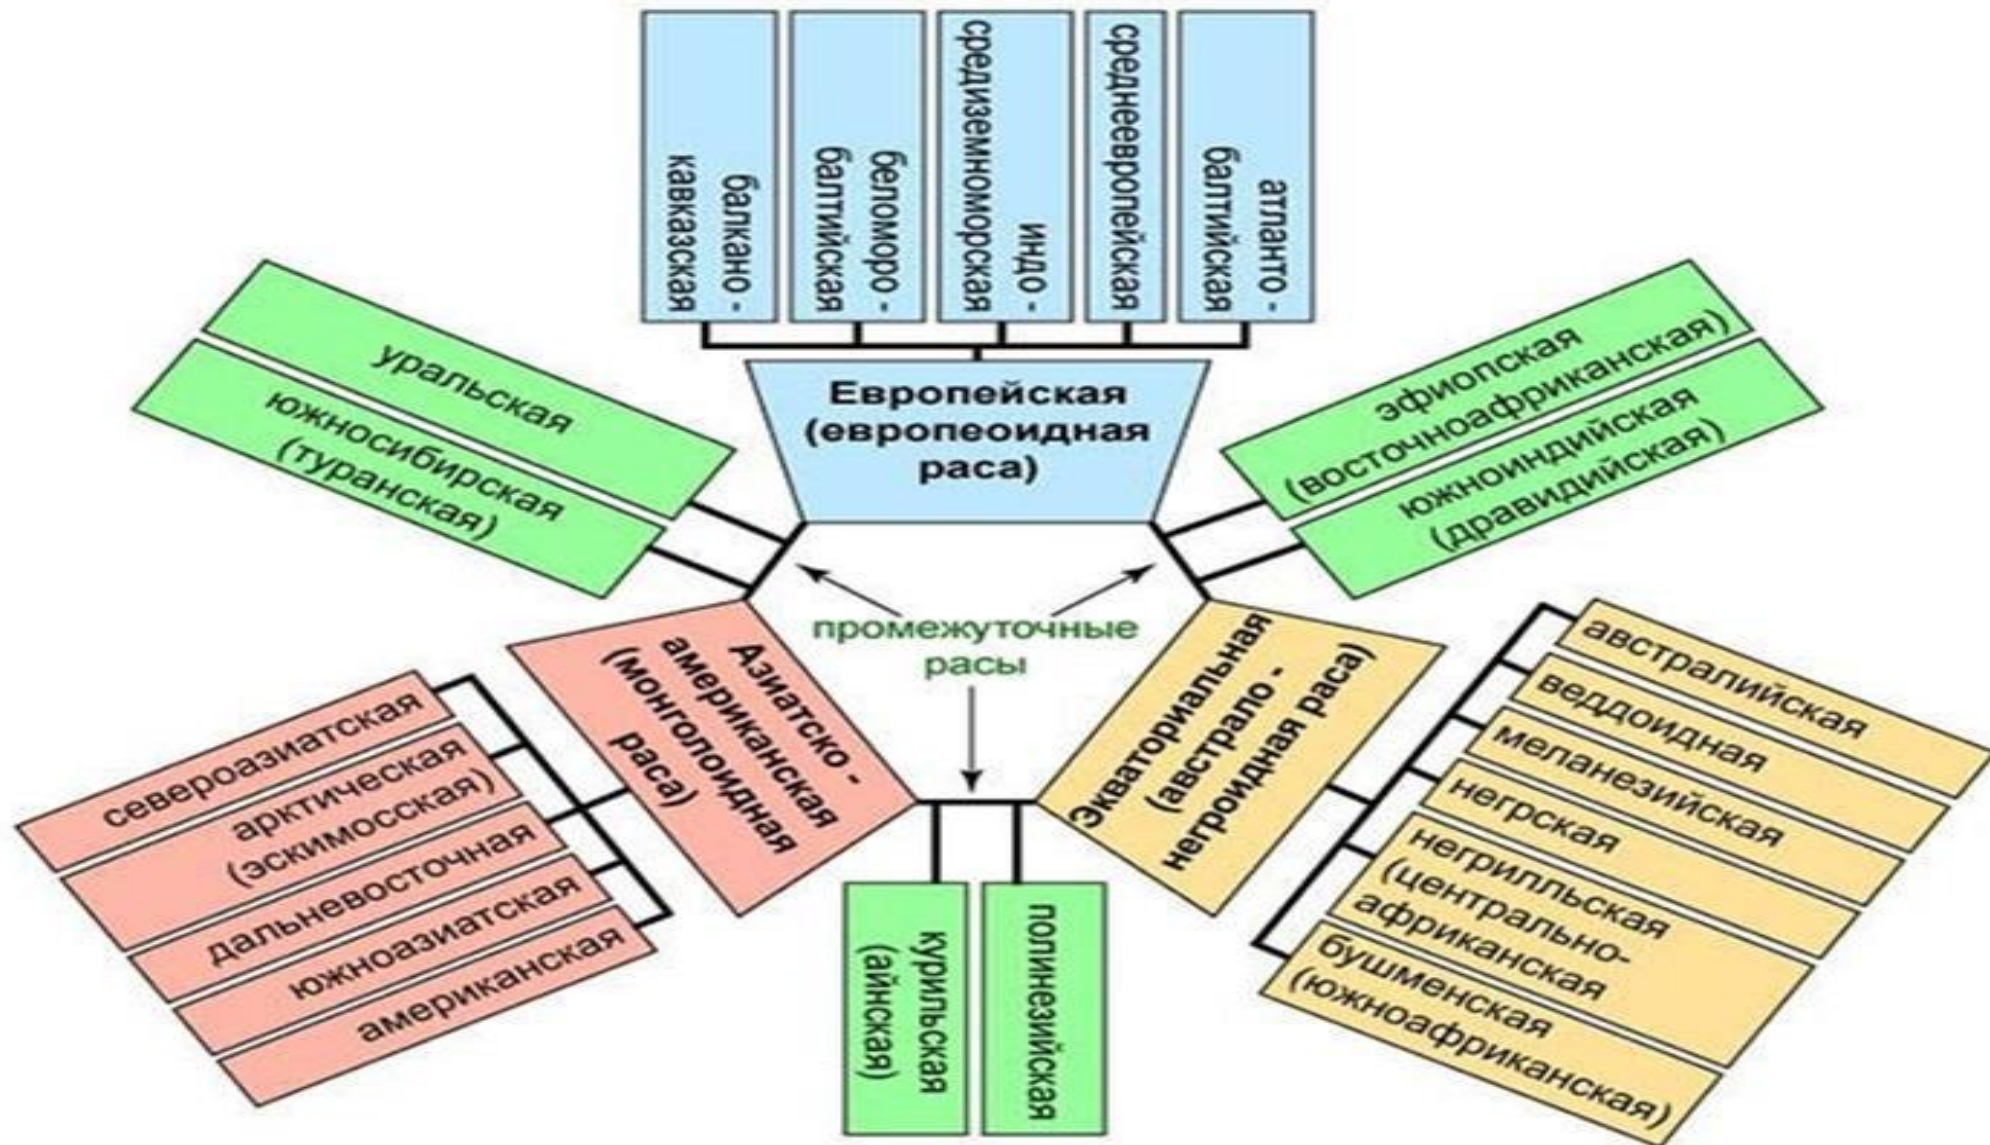 балкано -
кавказская
беломоро -
балтийская
индо -
средиземноморская
среднеевропейская
атланто -
балтийская
Европейская
(европеоидная
раса)
уральская
южносибирская
(туранская)
эфиопская
(восточноафриканская)
южноиндийская
(дравидийская)
промежуточные
расы
Азиатско -
американская
(монголоидная
раса)
Экваториальная
(австрало -
негроидная раса)
североазиатская
арктическая
(эскимосская)
дальневосточная
южноазиатская
американская
курильская
(айнская)
полинезийская
австралийская
веддоидная
меланезийская
негрская
негрилльская
(центрально-
африканская
бушменская
(южноафриканская)